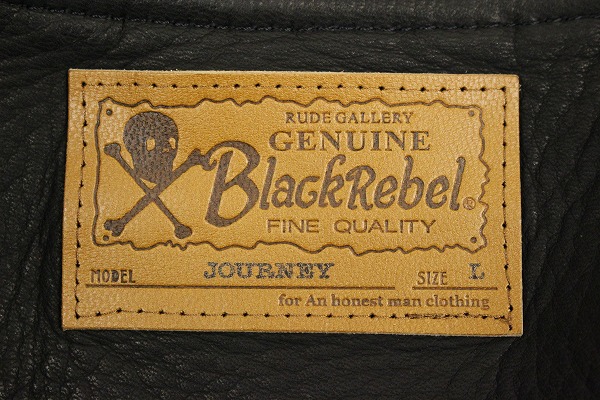 RUDE GALLERY
GENUINE
BlackRebel®
FINE QUALITY
MODEL JOURNEY SIZE L
for An honest man clothing